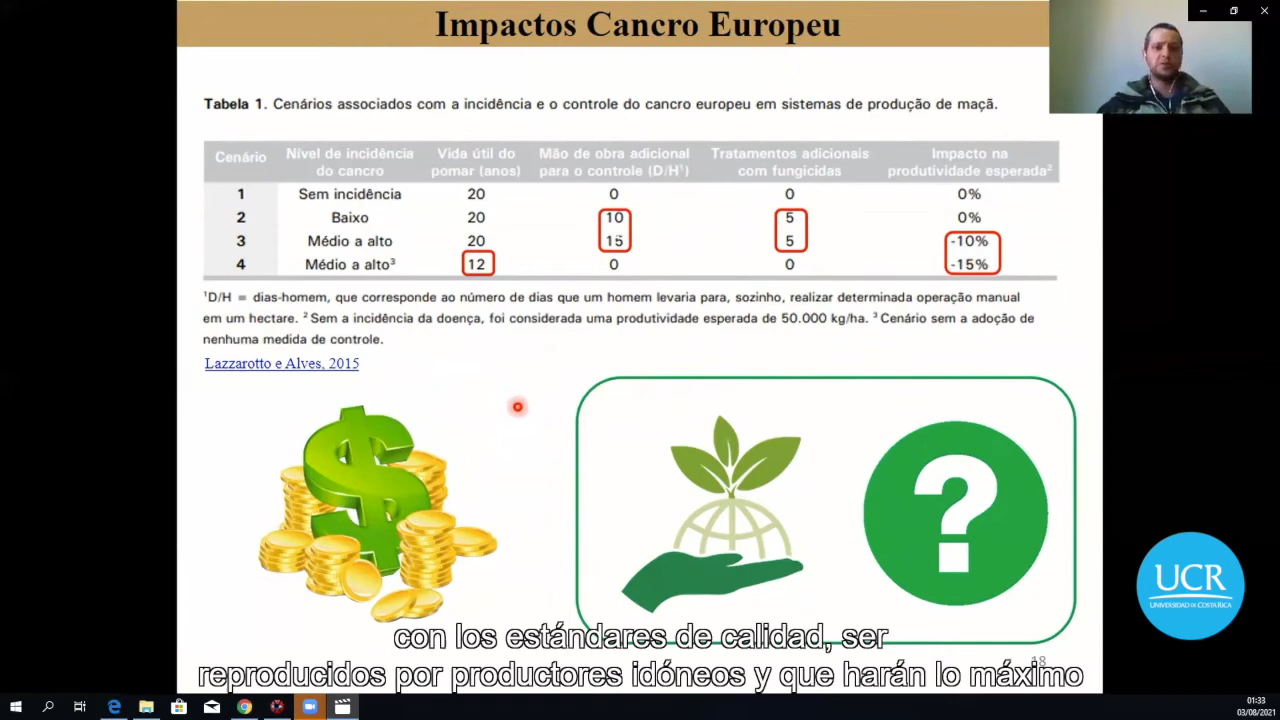 Impactos Cancro Europeu
Tabela 1. Cenários associados com a incidência e o controle do cancro europeu em sistemas de produção de maçã.
Cenário Nível de incidência do cancro Vida útil do pomar (anos) Mão de obra adicional para o controle (D/H¹) Tratamentos adicionais com fungicidas Impacto na produtividade esperada²
1 Sem incidência 20 0 0 0%
2 Baixo 20 10 5 0%
3 Médio a alto 20 15 5 -10%
4 Médio a alto³ 12 0 0 -15%
¹D/H = dias-homem, que corresponde ao número de dias que um homem levaria para, sozinho, realizar determinada operação manual
em um hectare. ² Sem a incidência da doença, foi considerada uma produtividade esperada de 50.000 kg/ha. ³ Cenário sem a adoção de
nenhuma medida de controle.
Lazzarotto e Alves, 2015
$
?
UCR
UNIVERSIDAD DE COSTA RICA
con los estándares de calidad, ser
18
reproducidos por productores idóneos y que harán lo máximo
01:33
03/08/2021